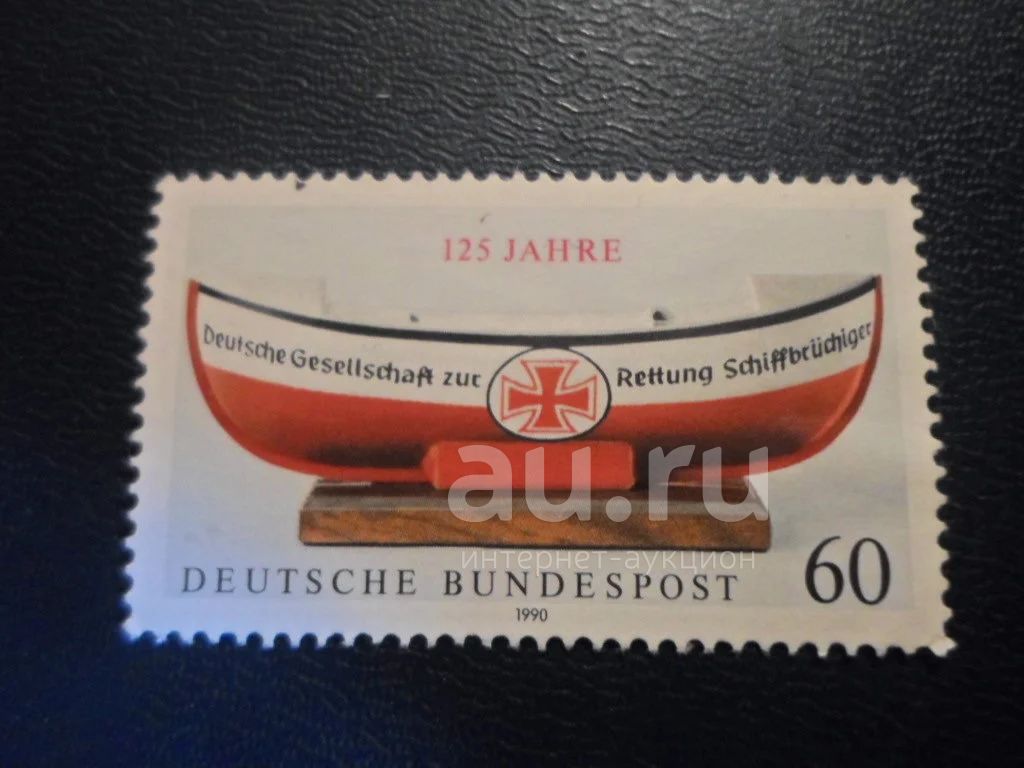 125 JAHRE
Deutsche Gesellschaft zur Rettung Schiffbrüchiger
au.ru
интернет-аукцион
DEUTSCHE BUNDESPOST 60
1990